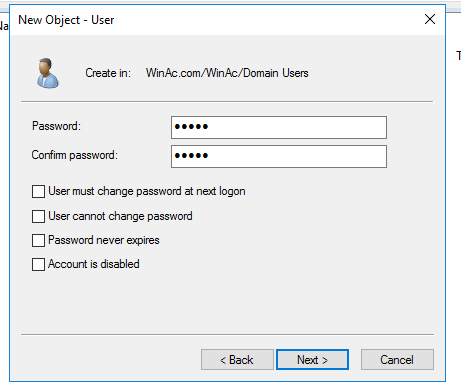 New Object - User
Create in: WinAc.com/WinAc/Domain Users
Password: •••••
Confirm password: •••••
User must change password at next logon
User cannot change password
Password never expires
Account is disabled
< Back Next > Cancel